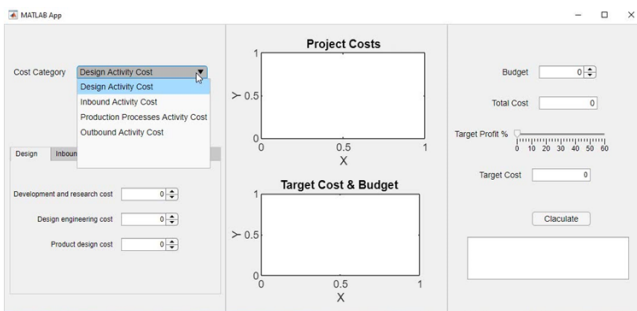 MATLAB App
Cost Category
Design Activity Cost
Design Activity Cost
Inbound Activity Cost
Production Processes Activity Cost
Outbound Activity Cost
Design
Inboun
Development and research cost
0
Design engineering cost
0
Product design cost
0
Project Costs
1
Y
0.5
0
0
0.5
1
X
Target Cost & Budget
1
Y
0.5
0
0
0.5
1
X
Budget
0
Total Cost
0
Target Profit %
0 10 20 30 40 50 60
Target Cost
0
Claculate